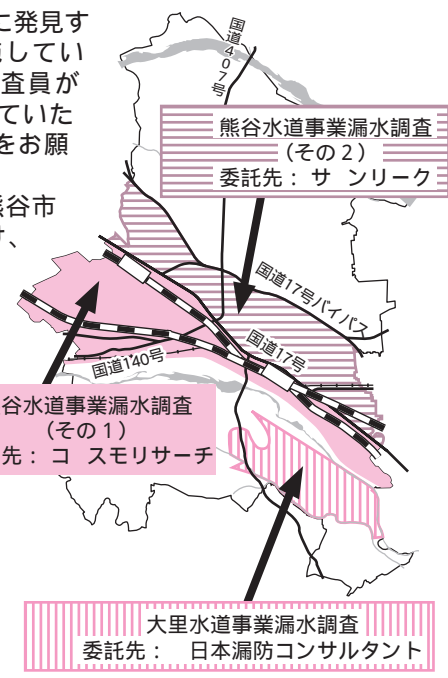 に発見す
施してい
査員が
ていた
をお願
熊谷市
け、
国道407号
熊谷水道事業漏水調査
（その２）
委託先： サ ンリーク
国道17号バイパス
国道17号
国道140号
谷水道事業漏水調査
（その１）
先： コ スモリサーチ
大里水道事業漏水調査
委託先： 日本漏防コンサルタント